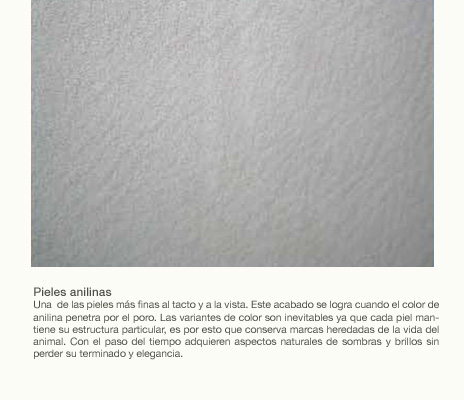 Pieles anilinas
Una de las pieles más finas al tacto y a la vista. Este acabado se logra cuando el color de
anilina penetra por el poro. Las variantes de color son inevitables ya que cada piel man-
tiene su estructura particular, es por esto que conserva marcas heredadas de la vida del
animal. Con el paso del tiempo adquieren aspectos naturales de sombras y brillos sin
perder su terminado y elegancia.